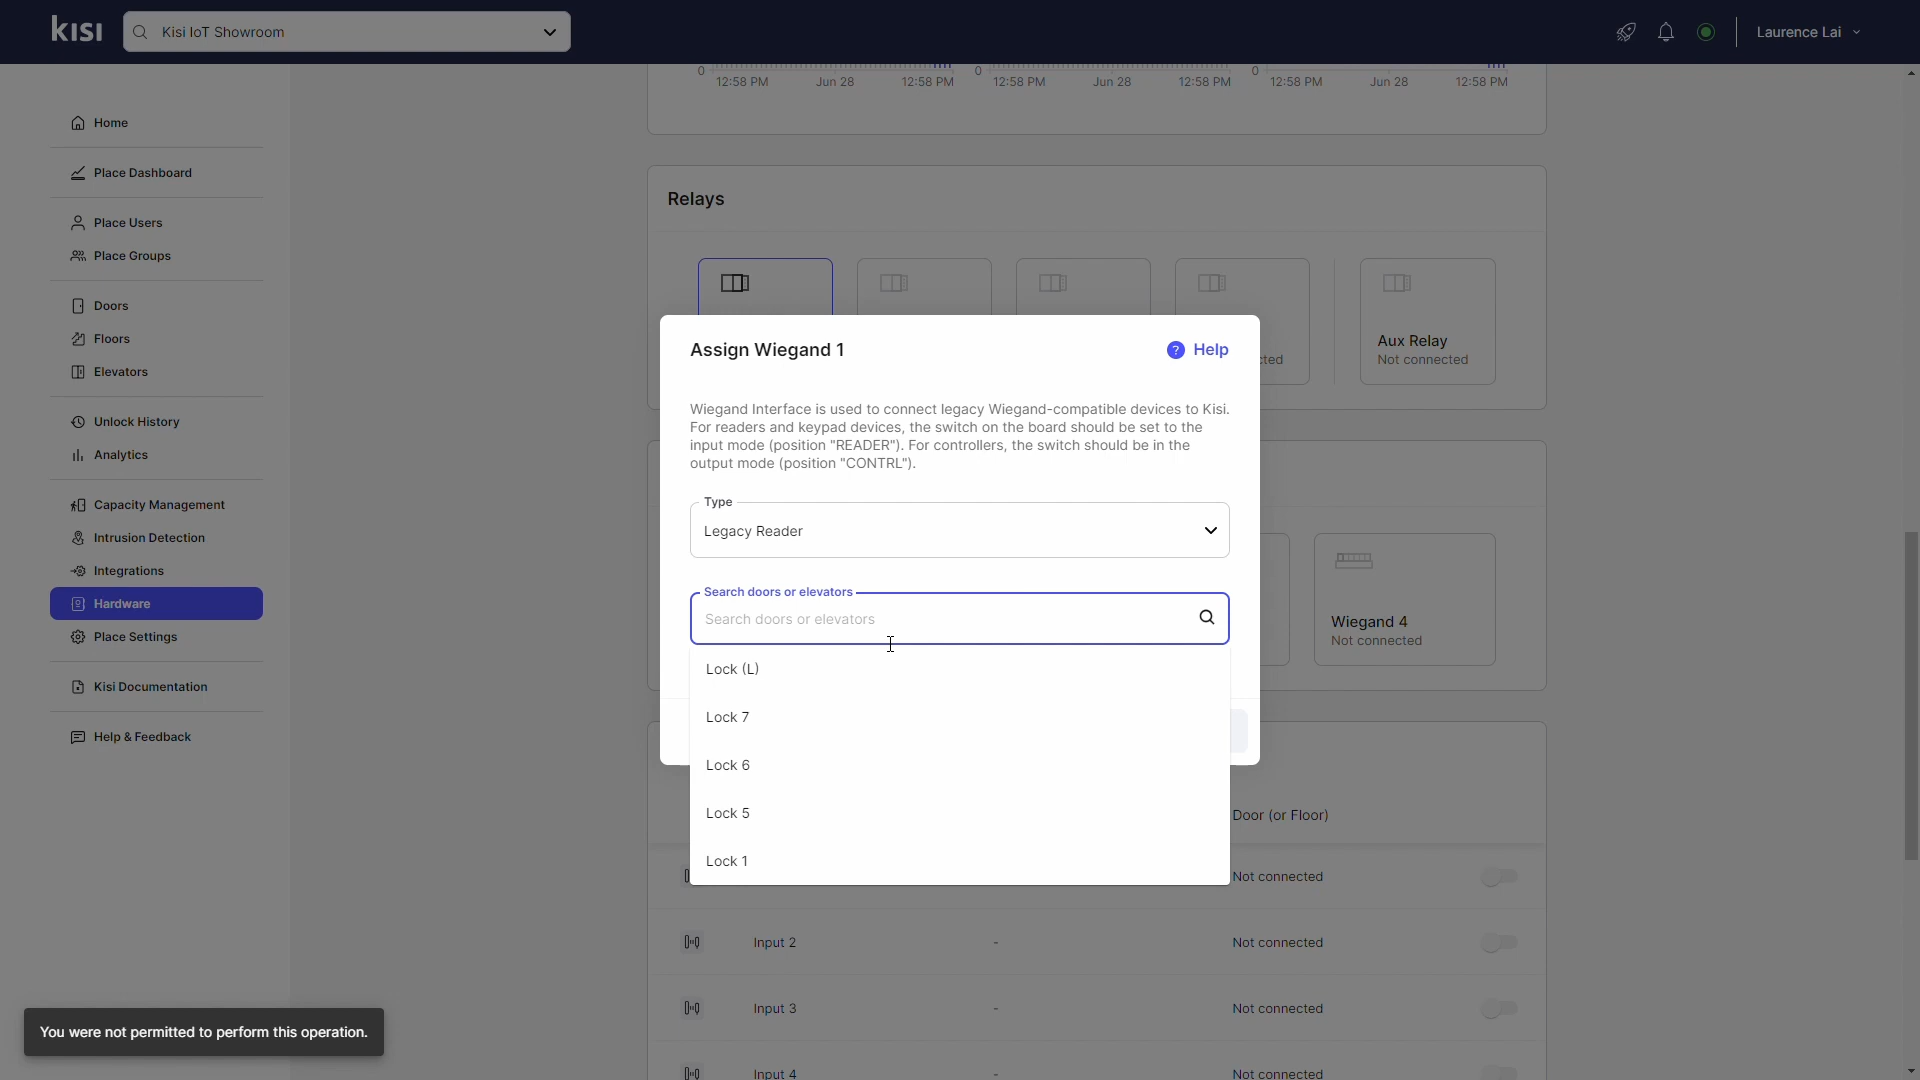 kisi
Kisi IoT Showroom
Laurence Lai
Home
Place Dashboard
Place Users
Place Groups
Doors
Floors
Elevators
Unlock History
Analytics
Capacity Management
Intrusion Detection
Integrations
Hardware
Place Settings
Kisi Documentation
Help & Feedback
0 0 0
12:58 PM Jun 28 12:58 PM 12:58 PM Jun 28 12:58 PM 12:58 PM Jun 28 12:58 PM
Relays
Aux Relay
Not connected
Assign Wiegand 1
? Help
Wiegand Interface is used to connect legacy Wiegand-compatible devices to Kisi.
For readers and keypad devices, the switch on the board should be set to the
input mode (position "READER"). For controllers, the switch should be in the
output mode (position "CONTRL").
Type
Legacy Reader
Search doors or elevators
Search doors or elevators
Lock (L)
Lock 7
Lock 6
Lock 5
Lock 1
Wiegand 4
Not connected
Door (or Floor)
Not connected
Input 2 - Not connected
Input 3 - Not connected
Input 4 - Not connected
You were not permitted to perform this operation.